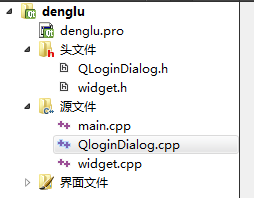 denglu
denglu.pro
头文件
QLoginDialog.h
widget.h
源文件
main.cpp
QloginDialog.cpp
widget.cpp
界面文件